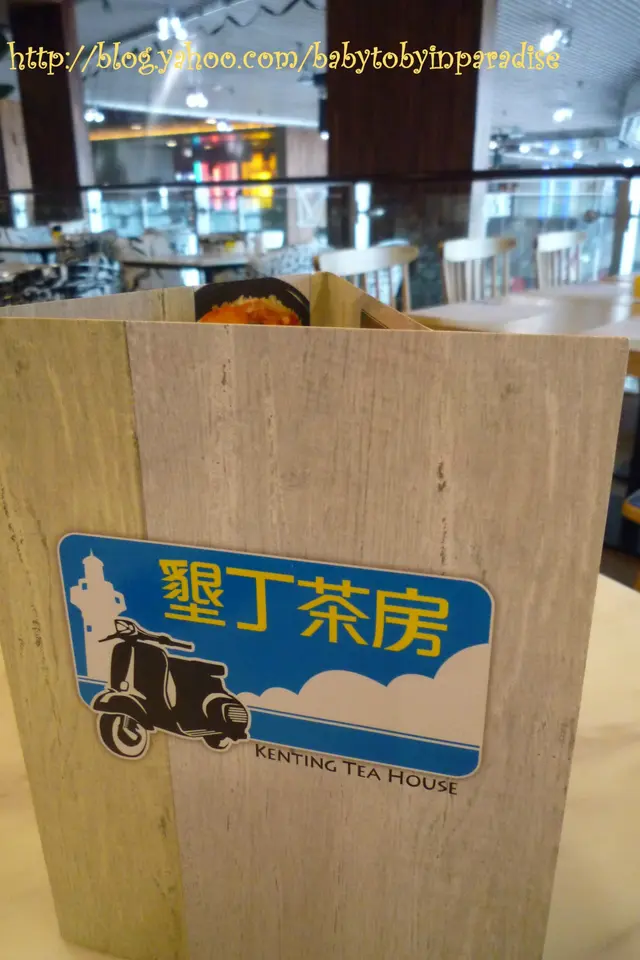 http://blog.yahoo.com/babytobyinparadise
墾丁茶房
KENTING TEA HOUSE